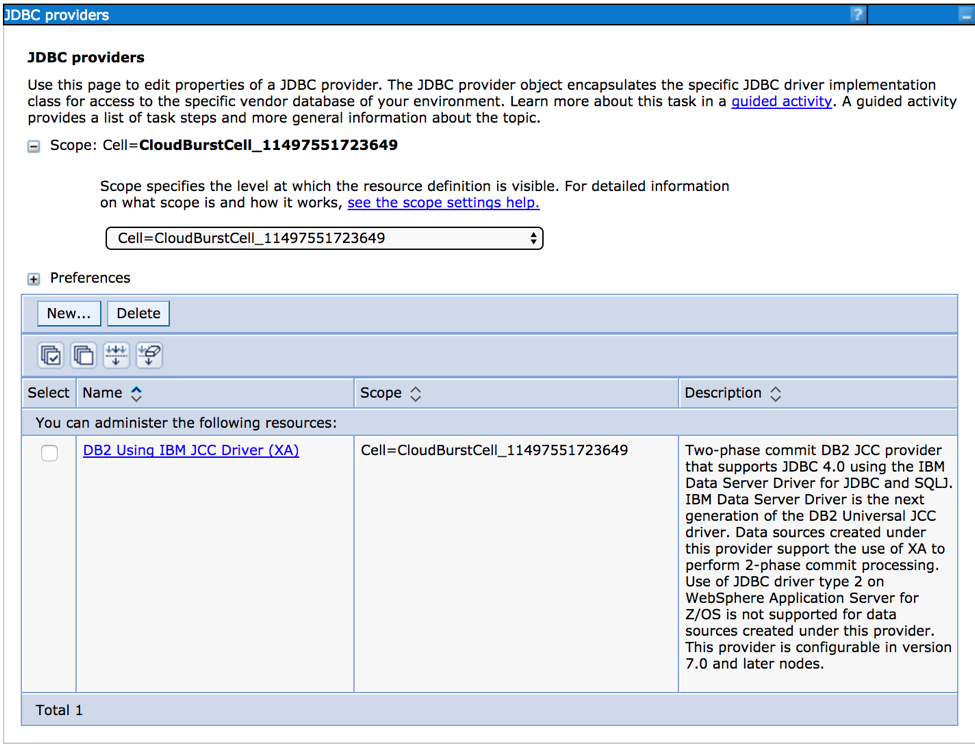 JDBC providers ? –
JDBC providers
Use this page to edit properties of a JDBC provider. The JDBC provider object encapsulates the specific JDBC driver implementation
class for access to the specific vendor database of your environment. Learn more about this task in a guided activity. A guided activity
provides a list of task steps and more general information about the topic.
Scope: Cell=CloudBurstCell_11497551723649
Scope specifies the level at which the resource definition is visible. For detailed information
on what scope is and how it works, see the scope settings help.
Cell=CloudBurstCell_11497551723649
Preferences
New... Delete
Select Name Scope Description
You can administer the following resources:
DB2 Using IBM JCC Driver (XA) Cell=CloudBurstCell_11497551723649 Two-phase commit DB2 JCC provider
that supports JDBC 4.0 using the IBM
Data Server Driver for JDBC and SQLJ.
IBM Data Server Driver is the next
generation of the DB2 Universal JCC
driver. Data sources created under
this provider support the use of XA to
perform 2-phase commit processing.
Use of JDBC driver type 2 on
WebSphere Application Server for
Z/OS is not supported for data
sources created under this provider.
This provider is configurable in version
7.0 and later nodes.
Total 1